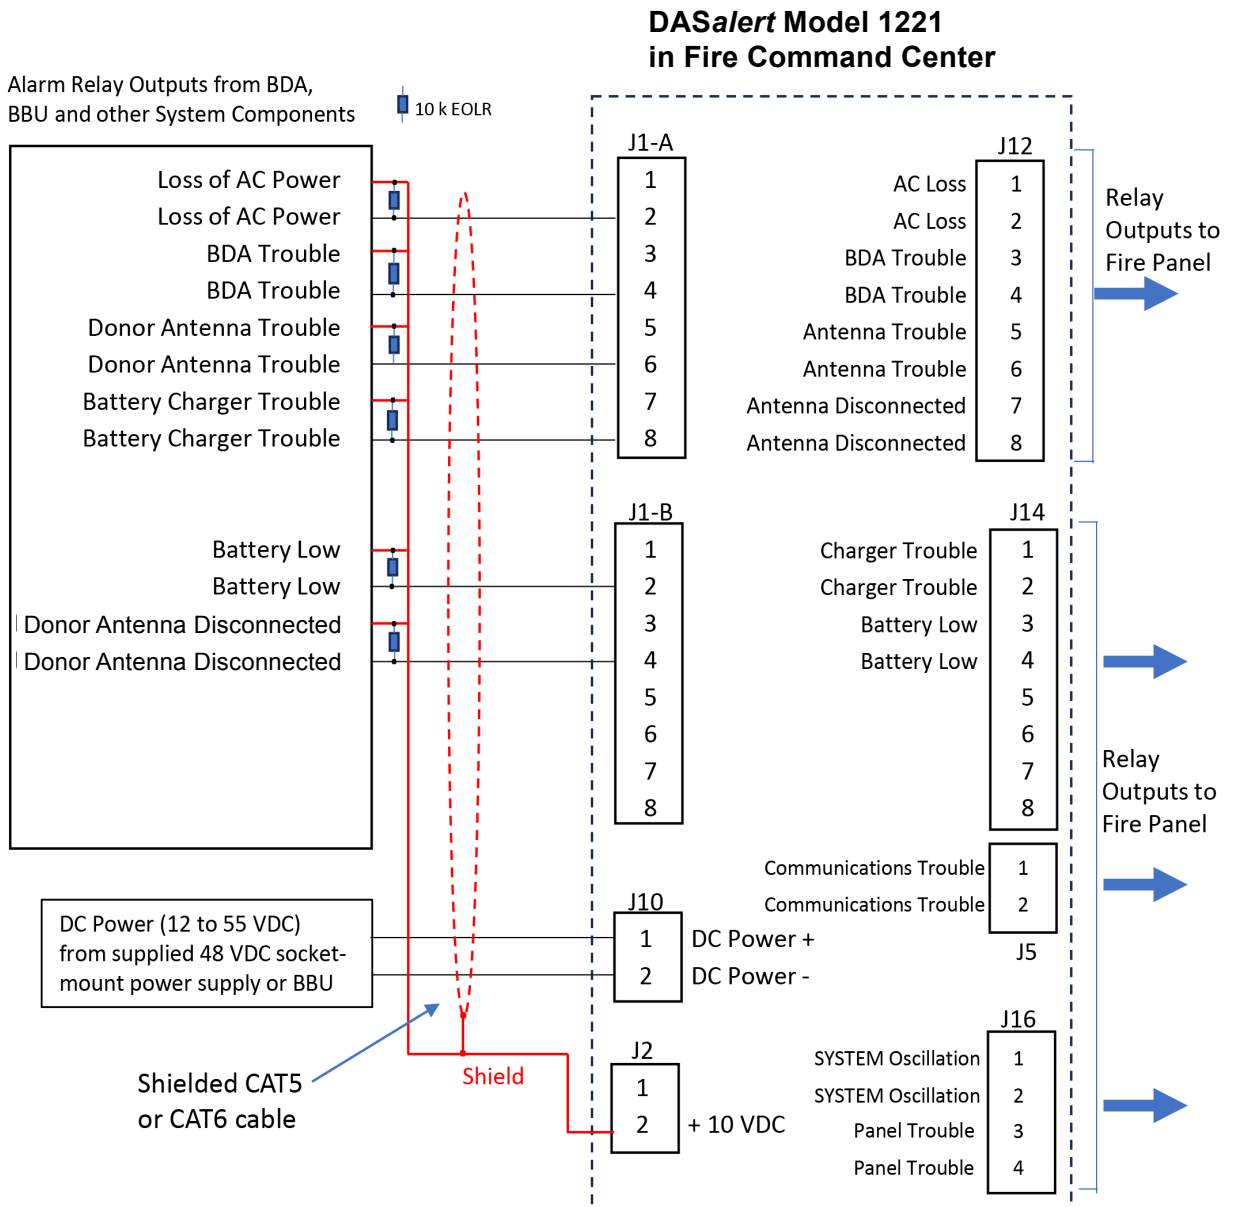 DASalert Model 1221
in Fire Command Center
Alarm Relay Outputs from BDA,
BBU and other System Components
10 k EOLR
Loss of AC Power
Loss of AC Power
BDA Trouble
BDA Trouble
Donor Antenna Trouble
Donor Antenna Trouble
Battery Charger Trouble
Battery Charger Trouble
Battery Low
Battery Low
Donor Antenna Disconnected
Donor Antenna Disconnected
J1-A
1
2
3
4
5
6
7
8
J12
AC Loss 1
AC Loss 2
BDA Trouble 3
BDA Trouble 4
Antenna Trouble 5
Antenna Trouble 6
Antenna Disconnected 7
Antenna Disconnected 8
Relay
Outputs to
Fire Panel
J1-B
1
2
3
4
5
6
7
8
J14
Charger Trouble 1
Charger Trouble 2
Battery Low 3
Battery Low 4
5
6
7
8
Relay
Outputs to
Fire Panel
Communications Trouble 1
Communications Trouble 2
J5
DC Power (12 to 55 VDC)
from supplied 48 VDC socket-
mount power supply or BBU
J10
1 DC Power +
2 DC Power -
J16
SYSTEM Oscillation 1
SYSTEM Oscillation 2
Panel Trouble 3
Panel Trouble 4
J2
1
2 + 10 VDC
Shield
Shielded CAT5
or CAT6 cable